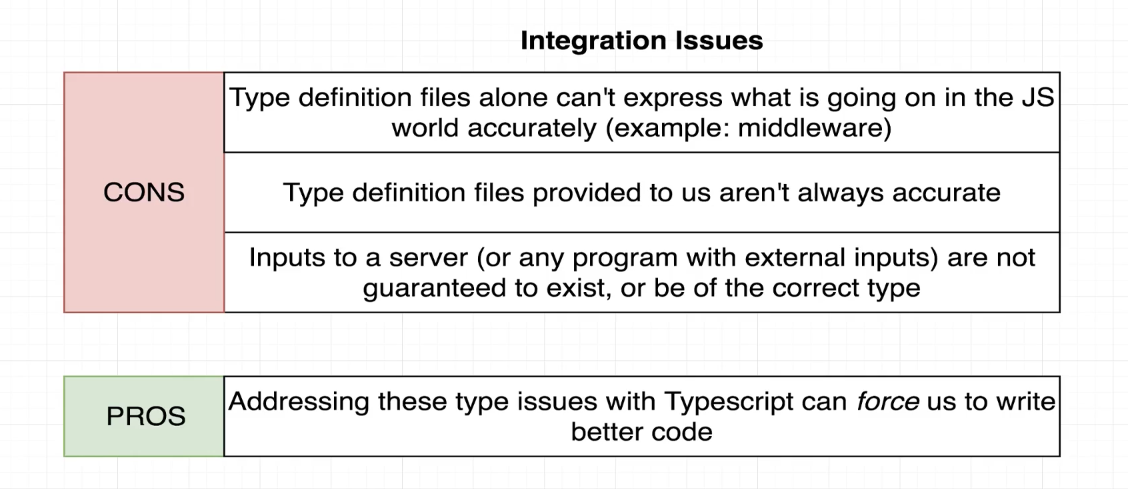 Integration Issues
CONS
Type definition files alone can't express what is going on in the JS
world accurately (example: middleware)
Type definition files provided to us aren't always accurate
Inputs to a server (or any program with external inputs) are not
guaranteed to exist, or be of the correct type
PROS
Addressing these type issues with Typescript can force us to write
better code